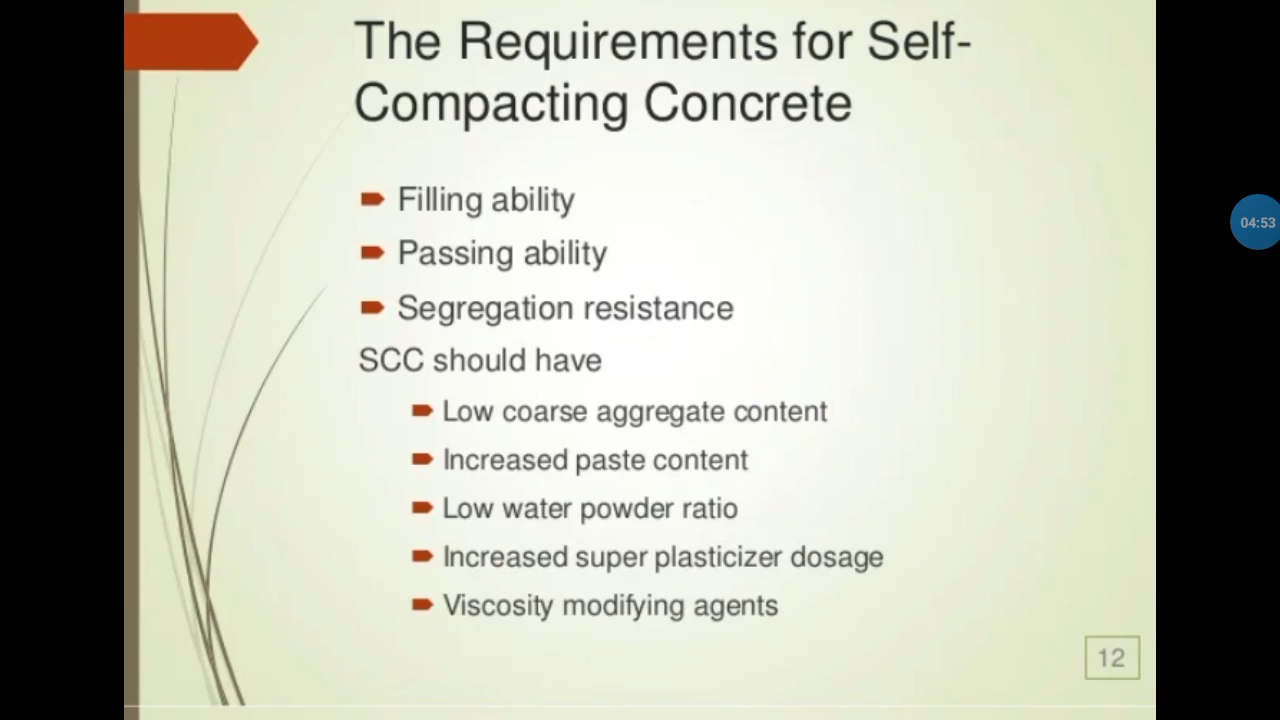 The Requirements for Self-
Compacting Concrete
Filling ability
Passing ability
Segregation resistance
SCC should have
Low coarse aggregate content
Increased paste content
Low water powder ratio
Increased super plasticizer dosage
Viscosity modifying agents
12
04:53